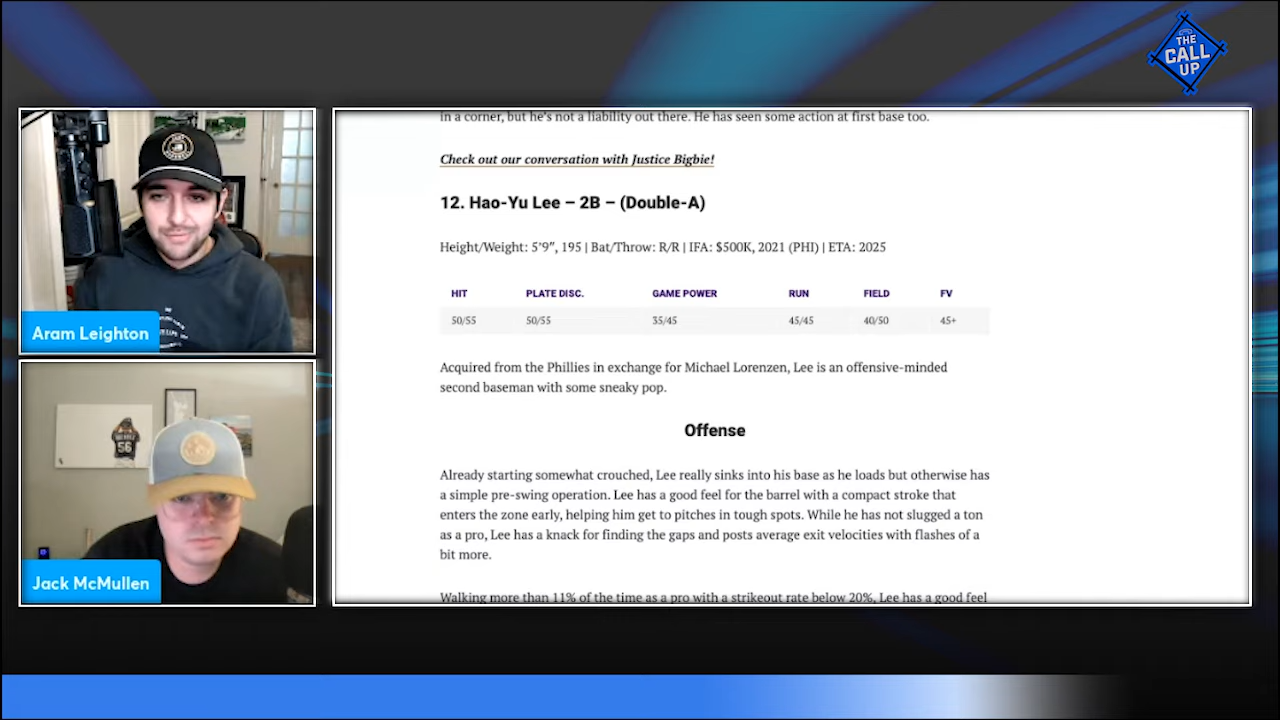 THE
CALL
UP
in a corner, but he's not a liability out there. He has seen some action at first base too.
Check out our conversation with Justice Bigbie!
12. Hao-Yu Lee – 2B – (Double-A)
Height/Weight: 5'9″, 195 | Bat/Throw: R/R | IFA: $500K, 2021 (PHI) | ETA: 2025
HIT PLATE DISC. GAME POWER RUN FIELD FV
50/55 50/55 35/45 45/45 40/50 45+
Acquired from the Phillies in exchange for Michael Lorenzen, Lee is an offensive-minded
second baseman with some sneaky pop.
Offense
Already starting somewhat crouched, Lee really sinks into his base as he loads but otherwise has
a simple pre-swing operation. Lee has a good feel for the barrel with a compact stroke that
enters the zone early, helping him get to pitches in tough spots. While he has not slugged a ton
as a pro, Lee has a knack for finding the gaps and posts average exit velocities with flashes of a
bit more.
Walking more than 11% of the time as a pro with a strikeout rate below 20%, Lee has a good feel
Aram Leighton
56
Jack McMullen